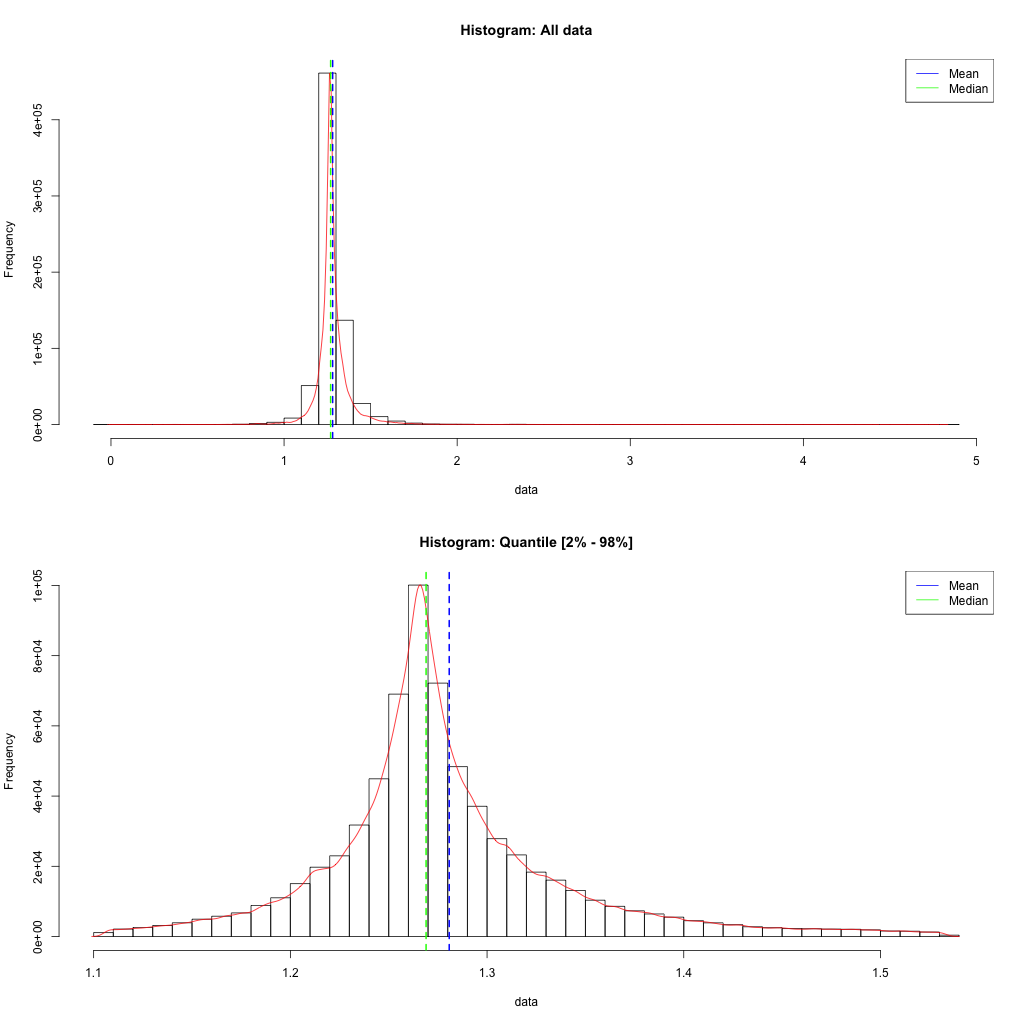 Histogram: All data
Mean
Median
Frequency
4e+05
3e+05
2e+05
1e+05
0e+00
0 1 2 3 4 5
data
Histogram: Quantile [2% - 98%]
Mean
Median
Frequency
1e+05
8e+04
6e+04
4e+04
2e+04
0e+00
1.1 1.2 1.3 1.4 1.5
data